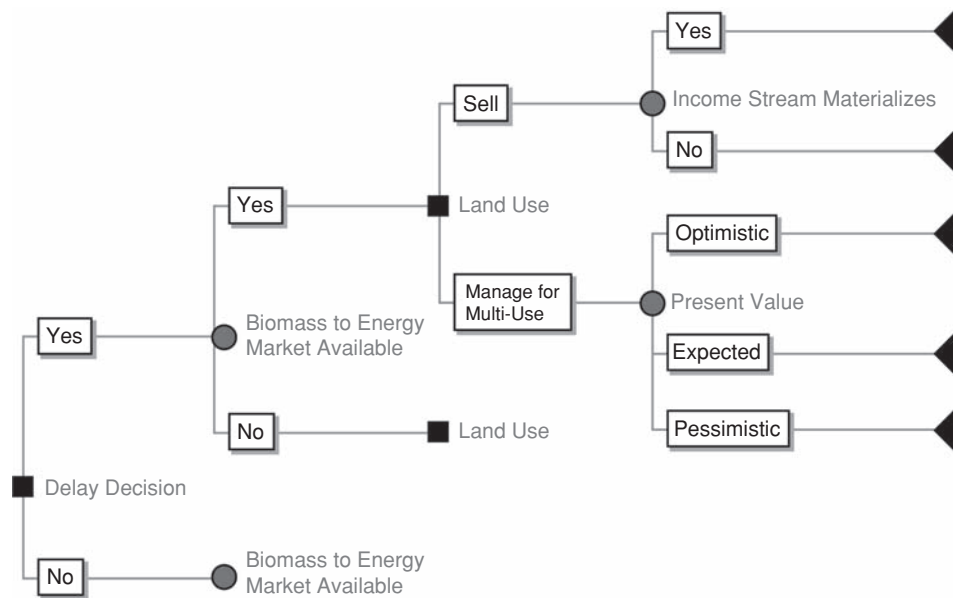 Yes
Income Stream Materializes
Sell
No
Yes
Land Use
Optimistic
Manage for
Multi-Use
Present Value
Yes
Biomass to Energy
Market Available
Expected
No
Land Use
Pessimistic
Delay Decision
Biomass to Energy
Market Available
No